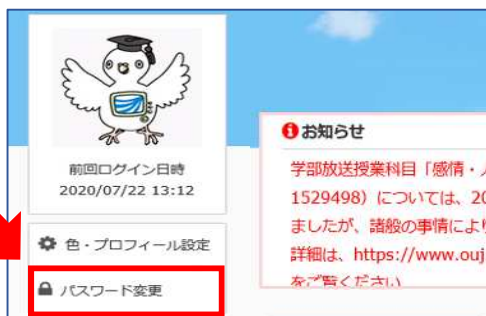 前回ログイン日時
2020/07/22 13:12
色・プロフィール設定
パスワード変更
お知らせ
学部放送授業科目「感情・
1529498）については、20
ましたが、諸般の事情により
詳細は、https://www.ouj
をご覧ください